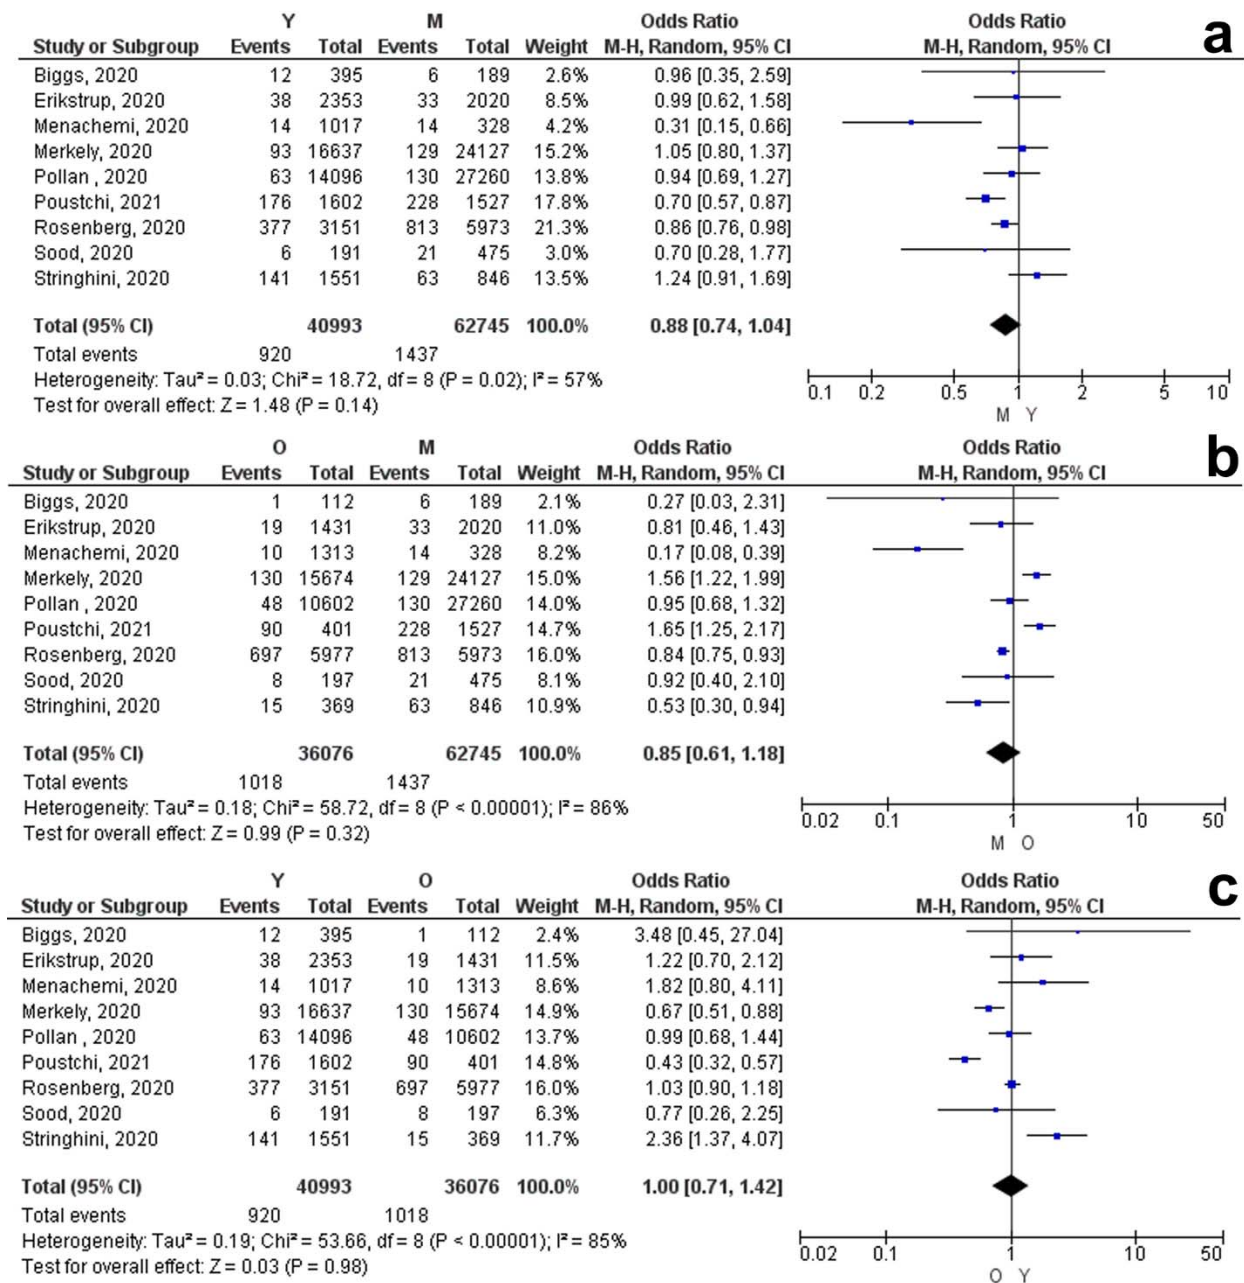 Y M Odds Ratio Odds Ratio a
Study or Subgroup Events Total Events Total Weight M-H, Random, 95% CI M-H, Random, 95% CI
Biggs, 2020 12 395 6 189 2.6% 0.96 [0.35, 2.59]
Erikstrup, 2020 38 2353 33 2020 8.5% 0.99 [0.62, 1.58]
Menachemi, 2020 14 1017 14 328 4.2% 0.31 [0.15, 0.66]
Merkely, 2020 93 16637 129 24127 15.2% 1.05 [0.80, 1.37]
Pollan , 2020 63 14096 130 27260 13.8% 0.94 [0.69, 1.27]
Poustchi, 2021 176 1602 228 1527 17.8% 0.70 [0.57, 0.87]
Rosenberg, 2020 377 3151 813 5973 21.3% 0.86 [0.76, 0.98]
Sood, 2020 6 191 21 475 3.0% 0.70 [0.28, 1.77]
Stringhini, 2020 141 1551 63 846 13.5% 1.24 [0.91, 1.69]
Total (95% CI) 40993 62745 100.0% 0.88 [0.74, 1.04]
Total events 920 1437
Heterogeneity: Tau² = 0.03; Chi² = 18.72, df = 8 (P = 0.02); I² = 57%
Test for overall effect: Z = 1.48 (P = 0.14)
0.1 0.2 0.5 1 2 5 10
M Y
O M Odds Ratio Odds Ratio b
Study or Subgroup Events Total Events Total Weight M-H, Random, 95% CI M-H, Random, 95% CI
Biggs, 2020 1 112 6 189 2.1% 0.27 [0.03, 2.31]
Erikstrup, 2020 19 1431 33 2020 11.0% 0.81 [0.46, 1.43]
Menachemi, 2020 10 1313 14 328 8.2% 0.17 [0.08, 0.39]
Merkely, 2020 130 15674 129 24127 15.0% 1.56 [1.22, 1.99]
Pollan , 2020 48 10602 130 27260 14.0% 0.95 [0.68, 1.32]
Poustchi, 2021 90 401 228 1527 14.7% 1.65 [1.25, 2.17]
Rosenberg, 2020 697 5977 813 5973 16.0% 0.84 [0.75, 0.93]
Sood, 2020 8 197 21 475 8.1% 0.92 [0.40, 2.10]
Stringhini, 2020 15 369 63 846 10.9% 0.53 [0.30, 0.94]
Total (95% CI) 36076 62745 100.0% 0.85 [0.61, 1.18]
Total events 1018 1437
Heterogeneity: Tau² = 0.18; Chi² = 58.72, df = 8 (P < 0.00001); I² = 86%
Test for overall effect: Z = 0.99 (P = 0.32)
0.02 0.1 1 10 50
M O
Y O Odds Ratio Odds Ratio c
Study or Subgroup Events Total Events Total Weight M-H, Random, 95% CI M-H, Random, 95% CI
Biggs, 2020 12 395 1 112 2.4% 3.48 [0.45, 27.04]
Erikstrup, 2020 38 2353 19 1431 11.5% 1.22 [0.70, 2.12]
Menachemi, 2020 14 1017 10 1313 8.6% 1.82 [0.80, 4.11]
Merkely, 2020 93 16637 130 15674 14.9% 0.67 [0.51, 0.88]
Pollan , 2020 63 14096 48 10602 13.7% 0.99 [0.68, 1.44]
Poustchi, 2021 176 1602 90 401 14.8% 0.43 [0.32, 0.57]
Rosenberg, 2020 377 3151 697 5977 16.0% 1.03 [0.90, 1.18]
Sood, 2020 6 191 8 197 6.3% 0.77 [0.26, 2.25]
Stringhini, 2020 141 1551 15 369 11.7% 2.36 [1.37, 4.07]
Total (95% CI) 40993 36076 100.0% 1.00 [0.71, 1.42]
Total events 920 1018
Heterogeneity: Tau² = 0.19; Chi² = 53.66, df = 8 (P < 0.00001); I² = 85%
Test for overall effect: Z = 0.03 (P = 0.98)
0.02 0.1 1 10 50
O Y